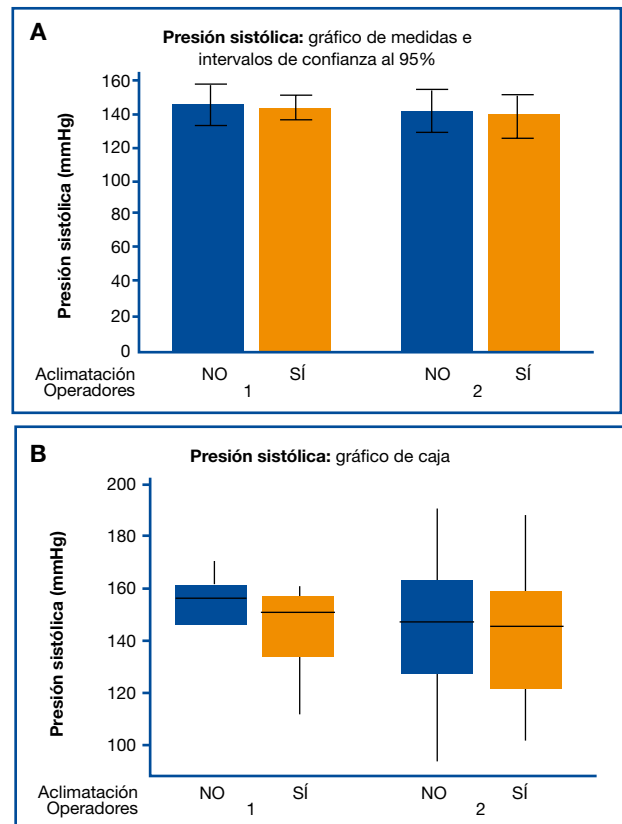 A
Presión sistólica: gráfico de medidas e
intervalos de confianza al 95%
Presión sistólica (mmHg)
160
140
120
100
80
60
40
20
0
Aclimatación NO SÍ NO SÍ
Operadores 1 2
B
Presión sistólica: gráfico de caja
Presión sistólica (mmHg)
200
180
160
140
120
100
Aclimatación NO SÍ NO SÍ
Operadores 1 2